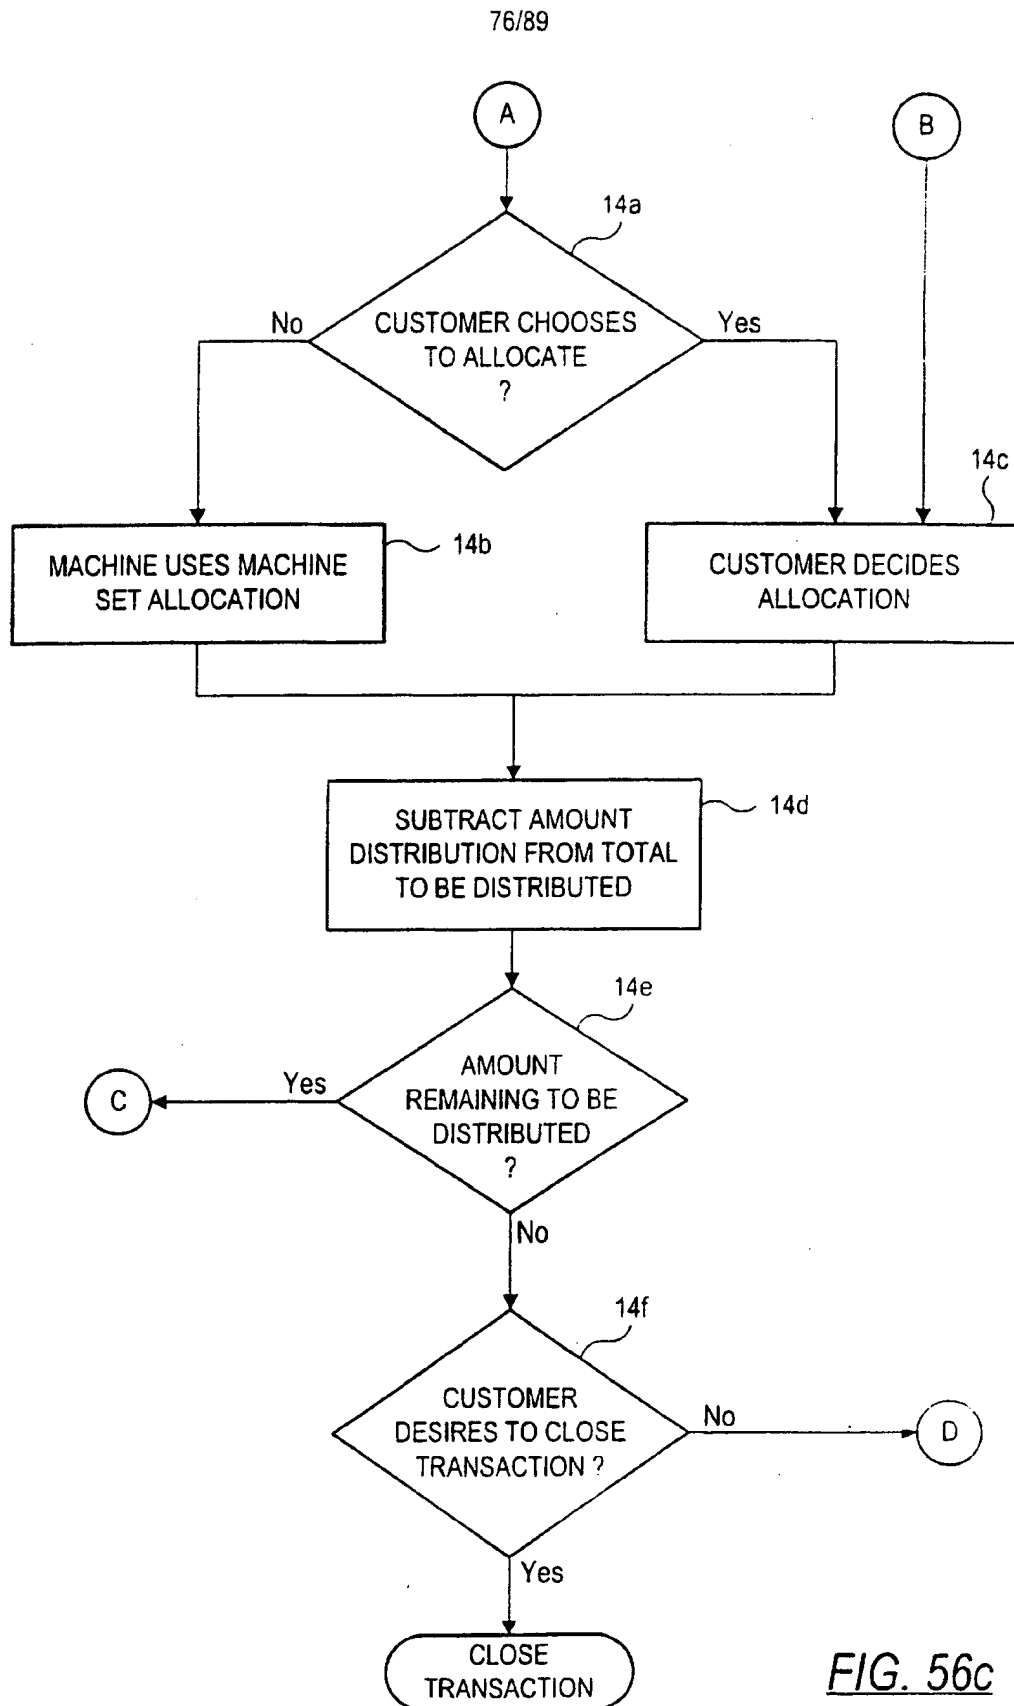 76/89
A
B
14a
No
CUSTOMER CHOOSES
TO ALLOCATE
?
Yes
14c
14b
MACHINE USES MACHINE
SET ALLOCATION
CUSTOMER DECIDES
ALLOCATION
SUBTRACT AMOUNT
DISTRIBUTION FROM TOTAL
TO BE DISTRIBUTED
14d
14e
C
Yes
AMOUNT
REMAINING TO BE
DISTRIBUTED
?
No
14f
CUSTOMER
DESIRES TO CLOSE
TRANSACTION ?
No
D
Yes
CLOSE
TRANSACTION
FIG. 56c